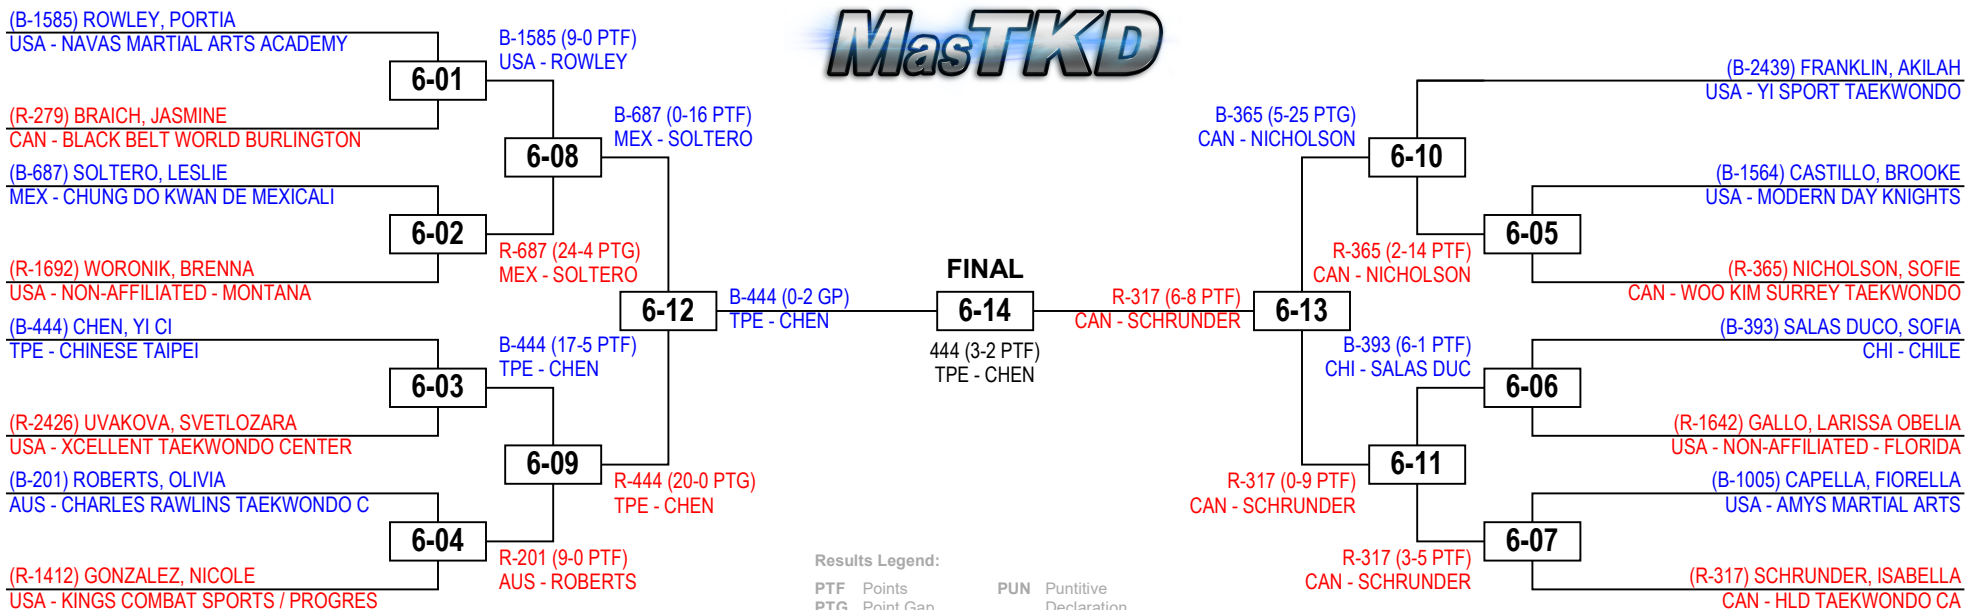 MasTKD
(B-1585) ROWLEY, PORTIA
USA - NAVAS MARTIAL ARTS ACADEMY
6-01
(R-279) BRAICH, JASMINE
CAN - BLACK BELT WORLD BURLINGTON
(B-687) SOLTERO, LESLIE
MEX - CHUNG DO KWAN DE MEXICALI
6-02
(R-1692) WORONIK, BRENNA
USA - NON-AFFILIATED - MONTANA
(B-444) CHEN, YI CI
TPE - CHINESE TAIPEI
6-03
(R-2426) UVAKOVA, SVETLOZARA
USA - XCELLENT TAEKWONDO CENTER
(B-201) ROBERTS, OLIVIA
AUS - CHARLES RAWLINS TAEKWONDO C
6-04
(R-1412) GONZALEZ, NICOLE
USA - KINGS COMBAT SPORTS / PROGRES
B-1585 (9-0 PTF)
USA - ROWLEY
6-08
R-687 (24-4 PTG)
MEX - SOLTERO
B-444 (17-5 PTF)
TPE - CHEN
6-09
R-201 (9-0 PTF)
AUS - ROBERTS
B-687 (0-16 PTF)
MEX - SOLTERO
6-12
R-444 (20-0 PTG)
TPE - CHEN
B-444 (0-2 GP)
TPE - CHEN
FINAL
6-14
444 (3-2 PTF)
TPE - CHEN
R-317 (6-8 PTF)
CAN - SCHRUNDER
B-365 (5-25 PTG)
CAN - NICHOLSON
6-13
R-317 (0-9 PTF)
CAN - SCHRUNDER
6-10
R-365 (2-14 PTF)
CAN - NICHOLSON
B-393 (6-1 PTF)
CHI - SALAS DUC
6-11
R-317 (3-5 PTF)
CAN - SCHRUNDER
(B-2439) FRANKLIN, AKILAH
USA - YI SPORT TAEKWONDO
(B-1564) CASTILLO, BROOKE
USA - MODERN DAY KNIGHTS
6-05
(R-365) NICHOLSON, SOFIE
CAN - WOO KIM SURREY TAEKWONDO
(B-393) SALAS DUCO, SOFIA
CHI - CHILE
6-06
(R-1642) GALLO, LARISSA OBELIA
USA - NON-AFFILIATED - FLORIDA
(B-1005) CAPELLA, FIORELLA
USA - AMYS MARTIAL ARTS
6-07
(R-317) SCHRUNDER, ISABELLA
CAN - HLD TAEKWONDO CA
Results Legend:
PTF Points PUN Puntitive
PTG Point Gap Declaration